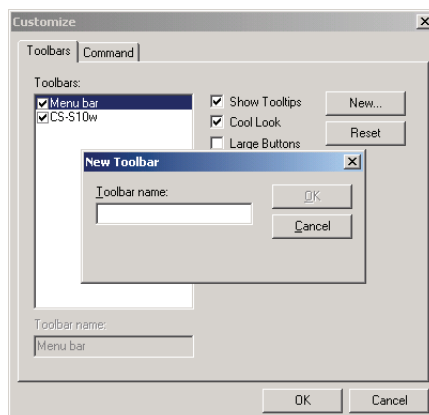 Customize
Toolbars Command
Toolbars:
Menu bar
CS-S10w
Show Tooltips
Cool Look
Large Buttons
New...
Reset
New Toolbar
Toolbar name:
OK
Cancel
Toolbar name:
Menu bar
OK Cancel